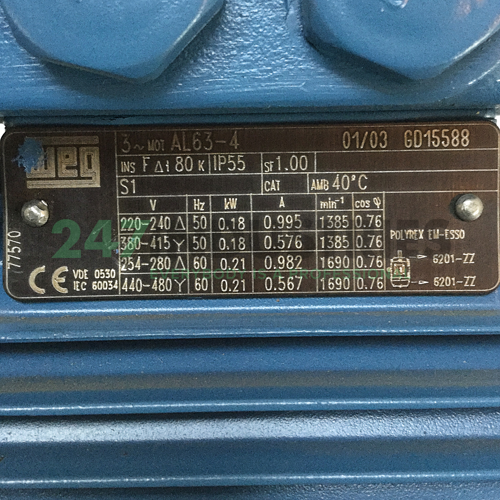 weg
3~ MOT AL63-4 01/03 GD15588
INS F Δt 80 K IP55 SF 1.00
S1 CAT AMB 40°C
V Hz kW A min⁻¹ cos φ
220-240 Δ 50 0.18 0.995 1385 0.76
380-415 Y 50 0.18 0.576 1385 0.76
254-280 Δ 60 0.21 0.982 1690 0.76
440-480 Y 60 0.21 0.567 1690 0.76
POLYREX EM-ESSO
6201-ZZ
6201-ZZ
77570
CE VDE 0530
IEC 60034